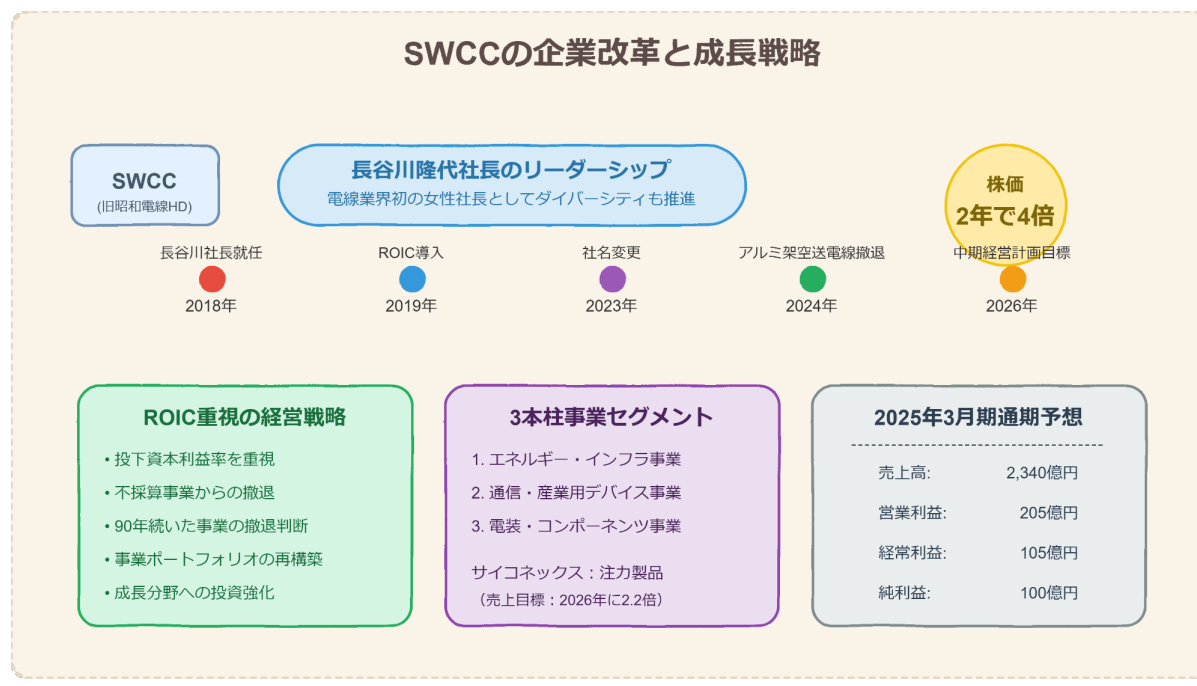 SWCCの企業改革と成長戦略
SWCC
(旧昭和電線HD)
長谷川隆代社長のリーダーシップ
電線業界初の女性社長としてダイバーシティも推進
株価
2年で4倍
長谷川社長就任
2018年
ROIC導入
2019年
社名変更
2023年
アルミ架空送電線撤退
2024年
中期経営計画目標
2026年
ROIC重視の経営戦略
• 投下資本利益率を重視
• 不採算事業からの撤退
• 90年続いた事業の撤退判断
• 事業ポートフォリオの再構築
• 成長分野への投資強化
3本柱事業セグメント
1. エネルギー・インフラ事業
2. 通信・産業用デバイス事業
3. 電装・コンポーネンツ事業
サイコネックス：注力製品
（売上目標：2026年に2.2倍）
2025年3月期通期予想
売上高: 2,340億円
営業利益: 205億円
経常利益: 105億円
純利益: 100億円